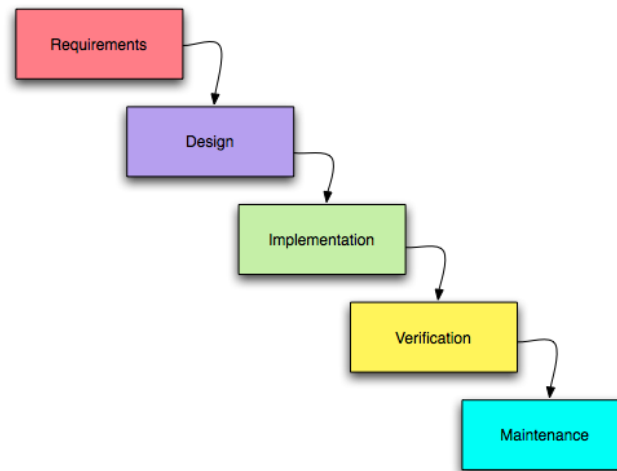 Requirements
Design
Implementation
Verification
Maintenance